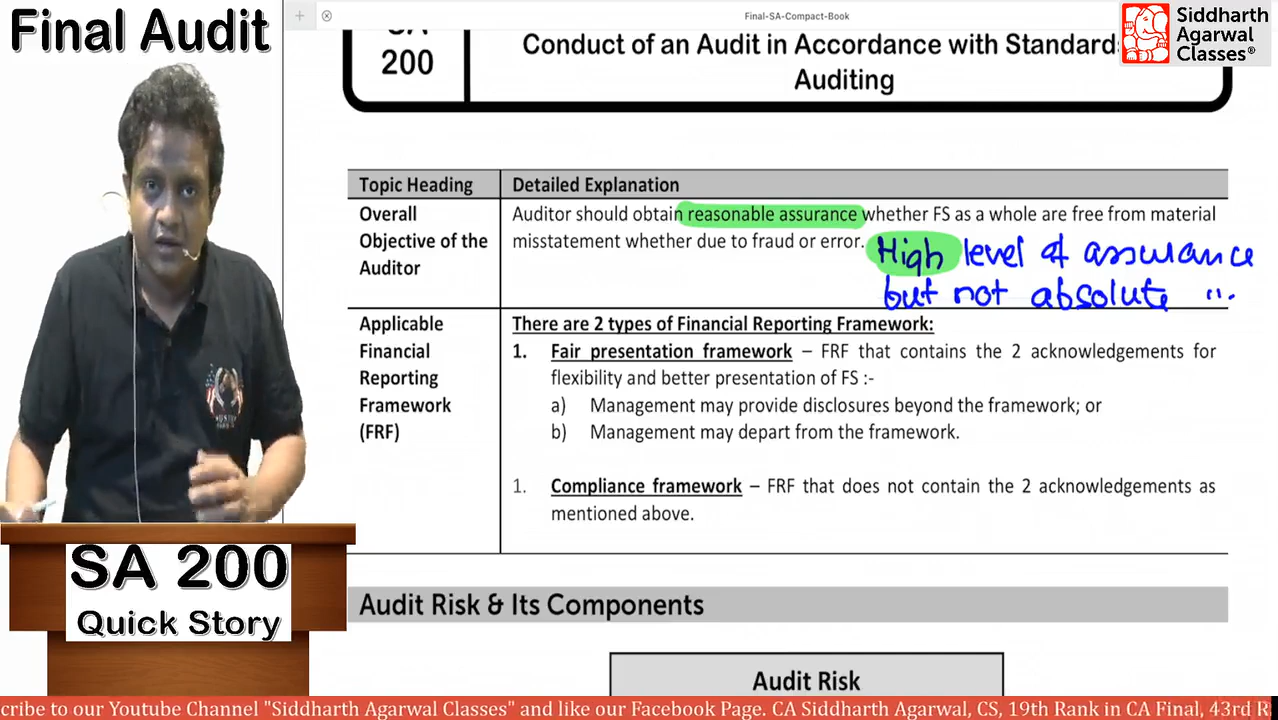 Final Audit
Final-SA-Compact-Book
Siddharth
Agarwal
Classes®
SA
200
Conduct of an Audit in Accordance with Standards
Auditing
Topic Heading
Detailed Explanation
Overall
Objective of the
Auditor
Auditor should obtain reasonable assurance whether FS as a whole are free from material
misstatement whether due to fraud or error.
High level of assurance
but not absolute ".
Applicable
Financial
Reporting
Framework
(FRF)
There are 2 types of Financial Reporting Framework:
1. Fair presentation framework – FRF that contains the 2 acknowledgements for
flexibility and better presentation of FS :-
a) Management may provide disclosures beyond the framework; or
b) Management may depart from the framework.
1. Compliance framework – FRF that does not contain the 2 acknowledgements as
mentioned above.
Audit Risk & Its Components
Audit Risk
SA 200
Quick Story
cribe to our Youtube Channel "Siddharth Agarwal Classes" and like our Facebook Page. CA Siddharth Agarwal, CS, 19th Rank in CA Final, 43rd R